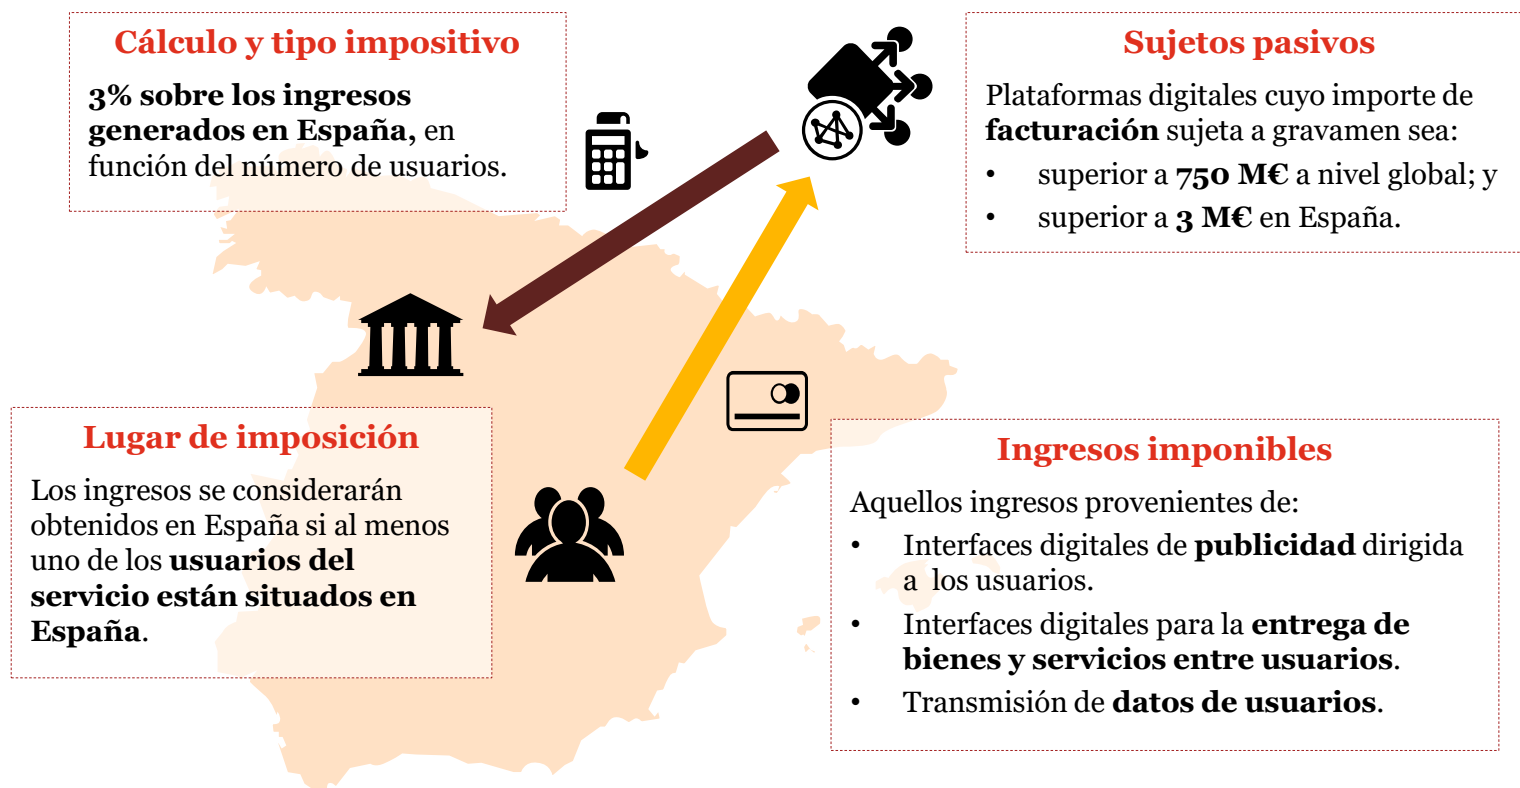 Cálculo y tipo impositivo
3% sobre los ingresos
generados en España, en
función del número de usuarios.
Sujetos pasivos
Plataformas digitales cuyo importe de
facturación sujeta a gravamen sea:
• superior a 750 M€ a nivel global; y
• superior a 3 M€ en España.
Lugar de imposición
Los ingresos se considerarán
obtenidos en España si al menos
uno de los usuarios del
servicio están situados en
España.
Ingresos imponibles
Aquellos ingresos provenientes de:
• Interfaces digitales de publicidad dirigida
a los usuarios.
• Interfaces digitales para la entrega de
bienes y servicios entre usuarios.
• Transmisión de datos de usuarios.